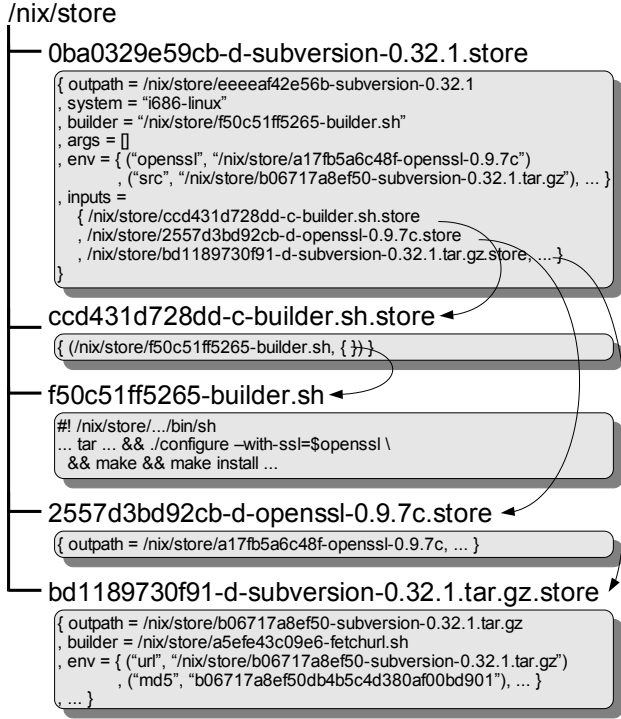 /nix/store
0ba0329e59cb-d-subversion-0.32.1.store
{ outpath = /nix/store/eeeeaf42e56b-subversion-0.32.1
, system = “i686-linux”
, builder = “/nix/store/f50c51ff5265-builder.sh”
, args = []
, env = { (“openssl”, “/nix/store/a17fb5a6c48f-openssl-0.9.7c”)
, (“src”, “/nix/store/b06717a8ef50-subversion-0.32.1.tar.gz”), ... }
, inputs =
{ /nix/store/ccd431d728dd-c-builder.sh.store
, /nix/store/2557d3bd92cb-d-openssl-0.9.7c.store
, /nix/store/bd1189730f91-d-subversion-0.32.1.tar.gz.store, ... }
}
ccd431d728dd-c-builder.sh.store
{ (/nix/store/f50c51ff5265-builder.sh, { }) }
f50c51ff5265-builder.sh
#! /nix/store/.../bin/sh
... tar ... && ./configure –with-ssl=$openssl \
&& make && make install ...
2557d3bd92cb-d-openssl-0.9.7c.store
{ outpath = /nix/store/a17fb5a6c48f-openssl-0.9.7c, ... }
bd1189730f91-d-subversion-0.32.1.tar.gz.store
{ outpath = /nix/store/b06717a8ef50-subversion-0.32.1.tar.gz
, builder = /nix/store/a5efe43c09e6-fetchurl.sh
, env = { (“url”, “/nix/store/b06717a8ef50-subversion-0.32.1.tar.gz”)
, (“md5”, “b06717a8ef50db4b5c4d380af00bd901”), ... }
, ... }